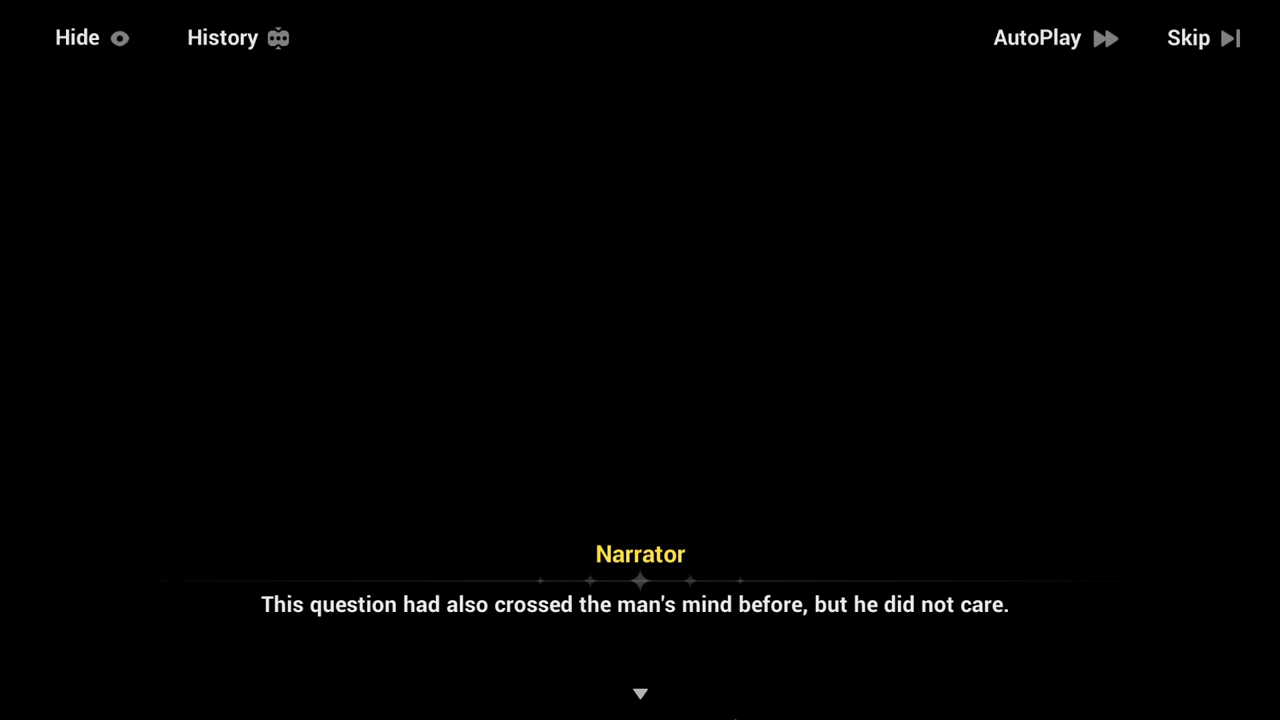 Hide
History
AutoPlay
Skip
Narrator
This question had also crossed the man's mind before, but he did not care.